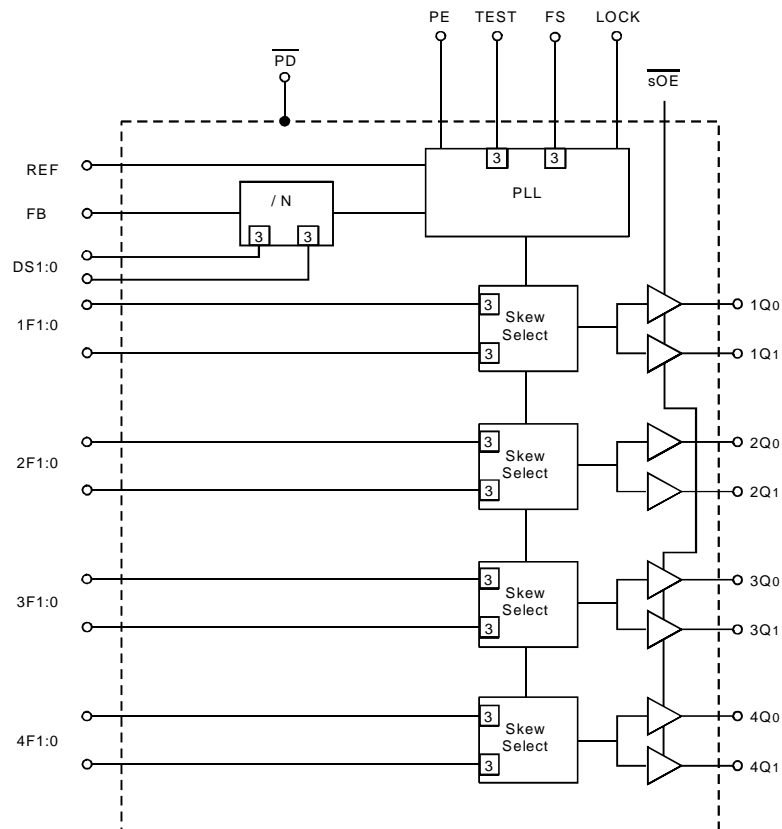 PE TEST FS LOCK
PD
sOE
REF
3 3
PLL
/ N
FB
3 3
DS1:0
1F1:0
3
Skew
Select
3
1Q0
1Q1
2F1:0
3
Skew
Select
3
2Q0
2Q1
3F1:0
3
Skew
Select
3
3Q0
3Q1
4F1:0
3
Skew
Select
3
4Q0
4Q1